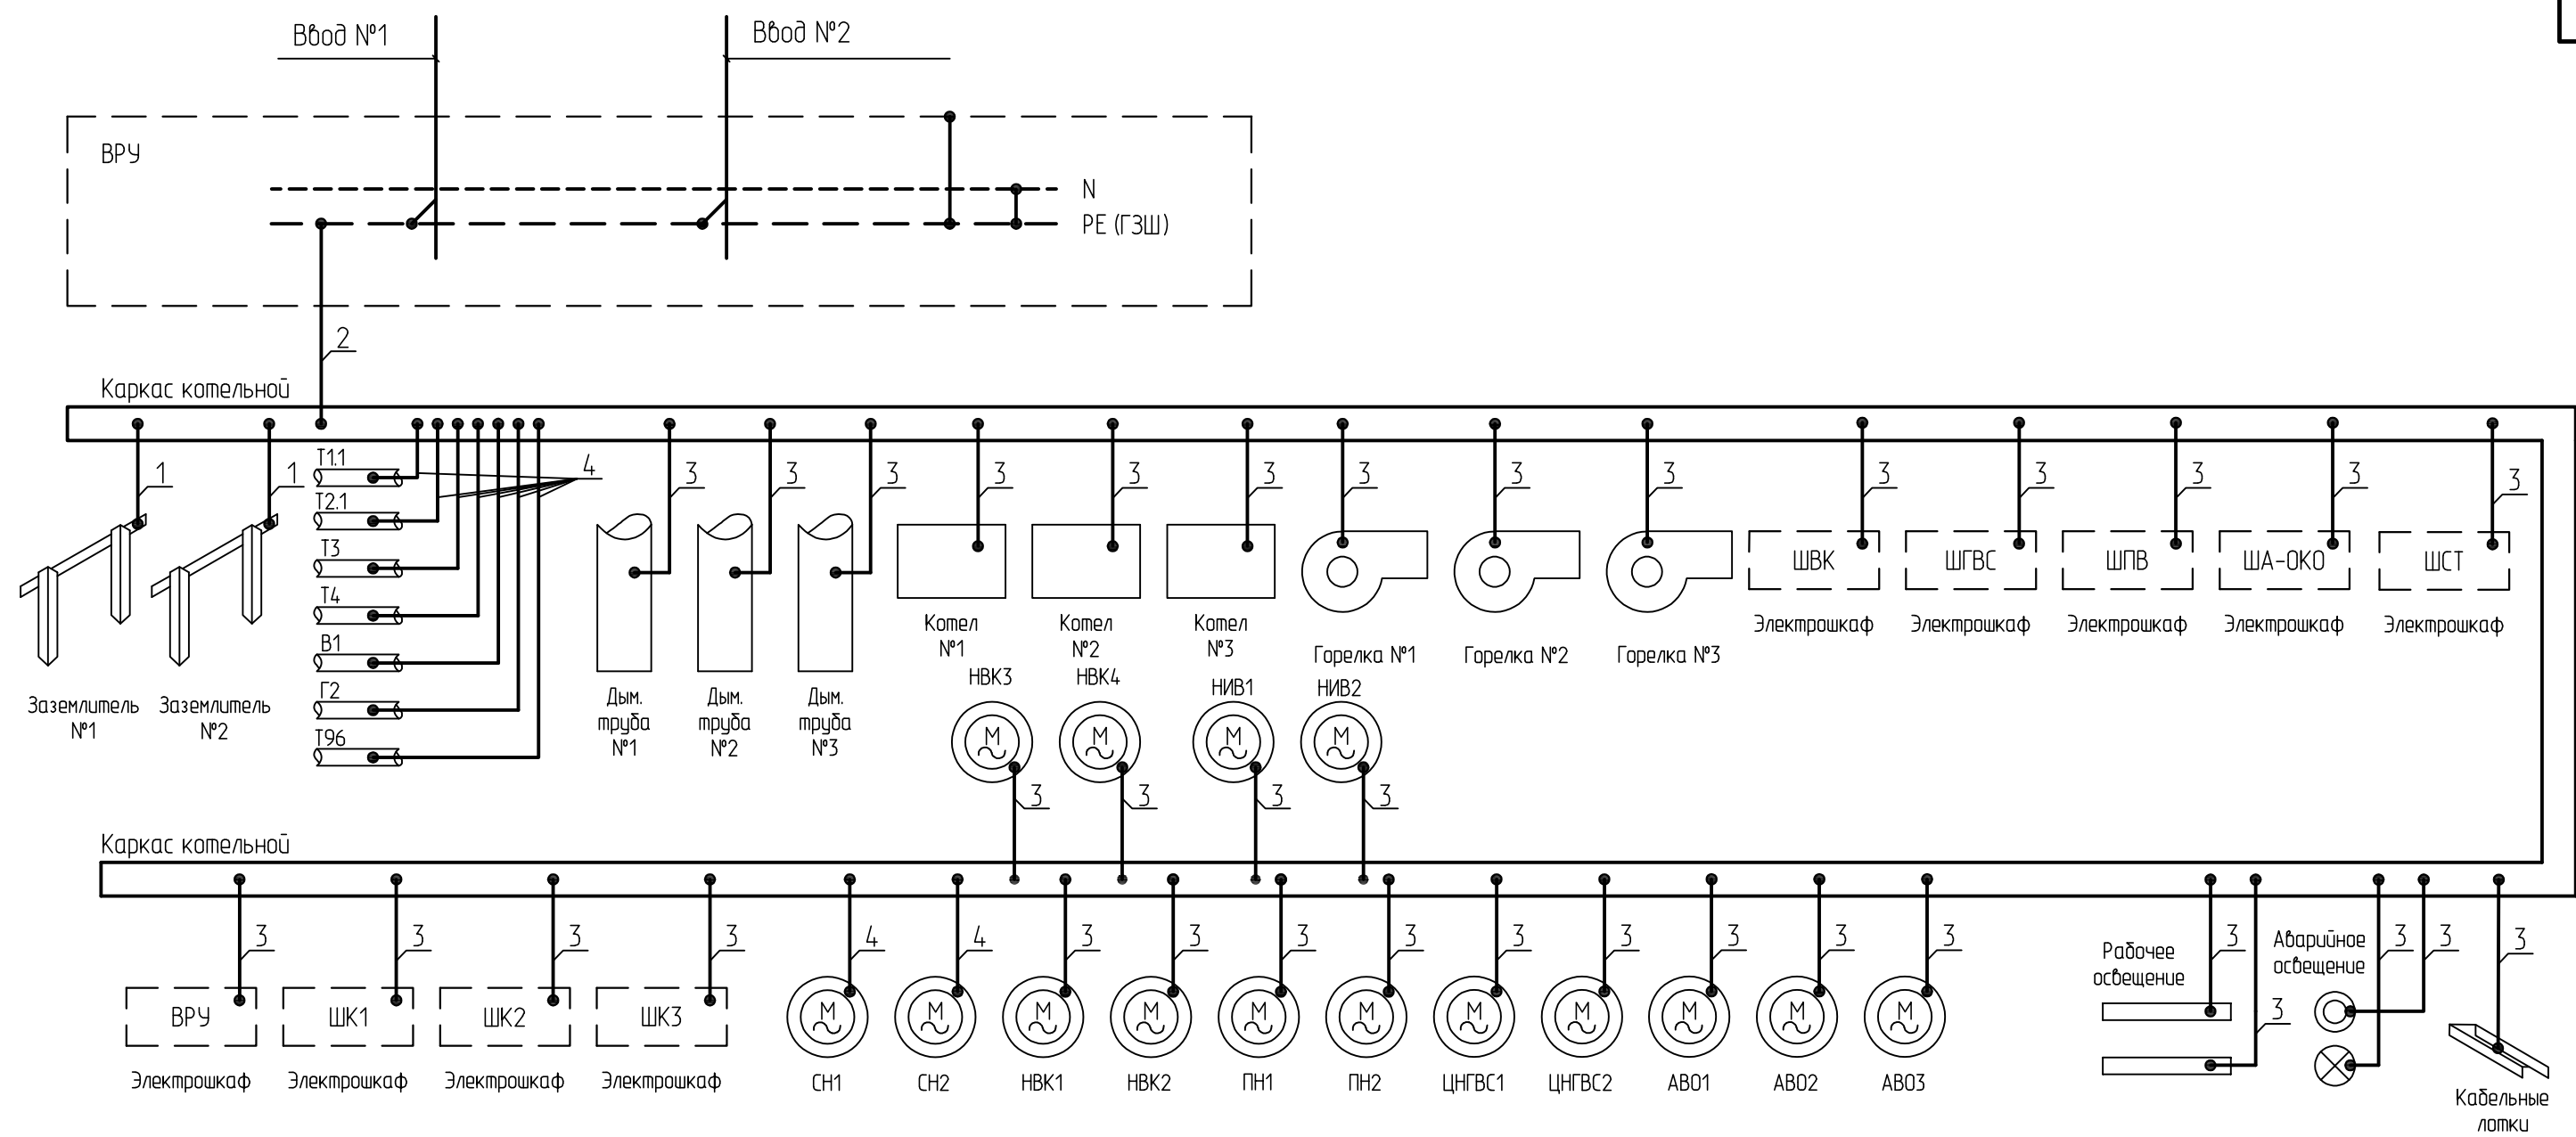 Ввод №1
Ввод №2
ВРУ
N
PE (ГЗШ)
2
Каркас котельной
1
1
4
3
3
3
3
3
3
3
3
3
3
3
3
3
3
Т1.1
Т2.1
Т3
Т4
В1
Г2
Т96
Заземлитель
№1
Заземлитель
№2
Дым.
труба
№1
Дым.
труба
№2
Дым.
труба
№3
Котел
№1
Котел
№2
Котел
№3
Горелка №1
Горелка №2
Горелка №3
ШВК
Электрошкаф
ШГВС
Электрошкаф
ШПВ
Электрошкаф
ША-ОКО
Электрошкаф
ШСТ
Электрошкаф
НВК3
НВК4
НИВ1
НИВ2
М
М
М
М
3
3
3
3
Каркас котельной
3
3
3
3
4
4
3
3
3
3
3
3
3
3
3
3
3
3
3
3
ВРУ
ШК1
ШК2
ШК3
Электрошкаф
Электрошкаф
Электрошкаф
Электрошкаф
М
М
М
М
М
М
М
М
М
М
М
СН1
СН2
НВК1
НВК2
ПН1
ПН2
ЦНГВС1
ЦНГВС2
АВО1
АВО2
АВО3
Рабочее
освещение
Аварийное
освещение
Кабельные
лотки